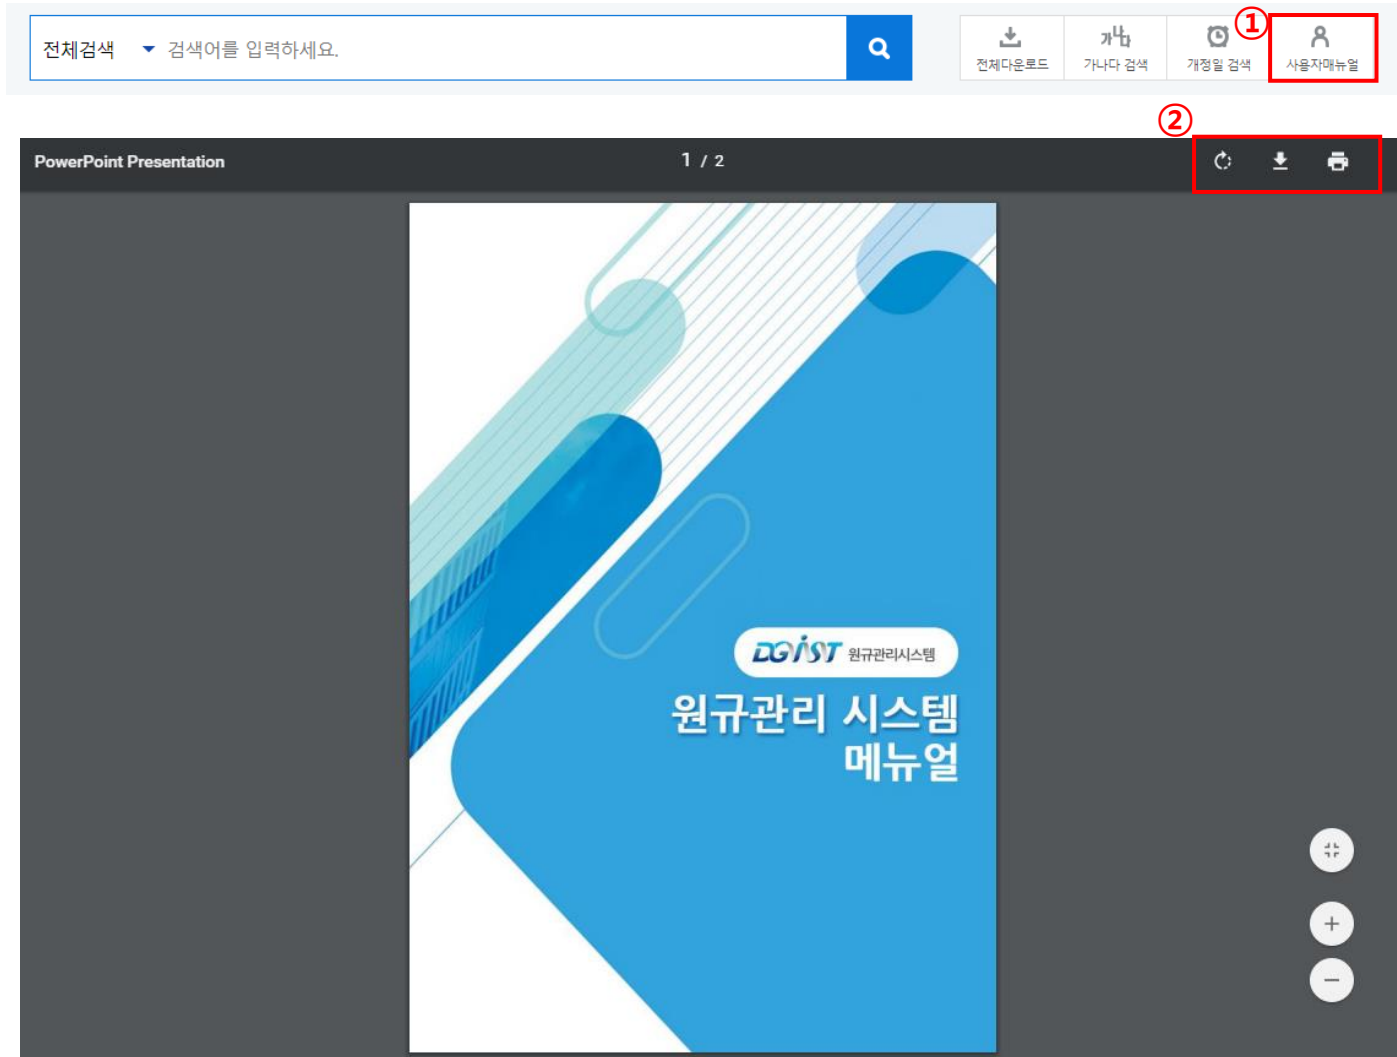 전체검색 검색어를 입력하세요.
전체다운로드 가나다 가나다 검색 개정일 검색 ① 사용자매뉴얼
②
PowerPoint Presentation 1 / 2
DGIST 원규관리시스템
원규관리 시스템
메뉴얼